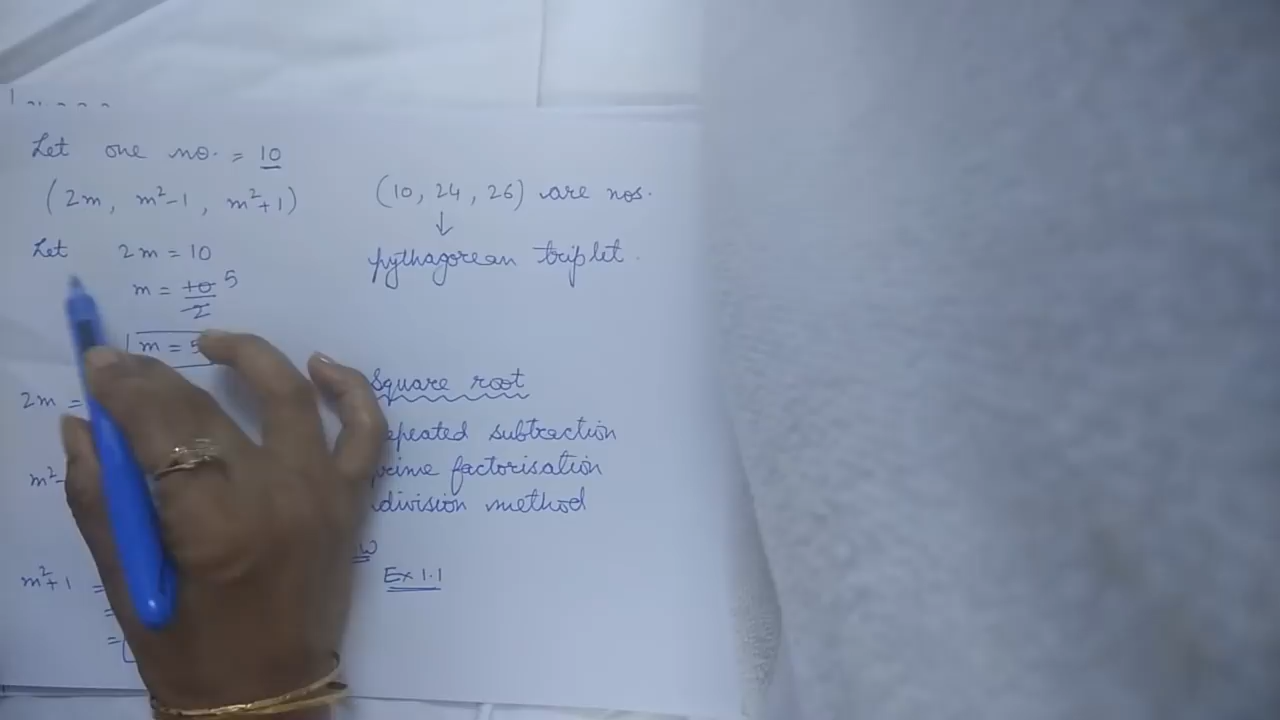 Let one no. = 10
(2m, m²-1, m²+1)
Let 2m = 10
m = 10/2 5
m = 5
2m =
m²-
m²+1 =
=
=
(10, 24, 26) are nos.
↓
pythagorean triplet.
Square root
repeated subtraction
prime factorisation
division method
Ex 1.1